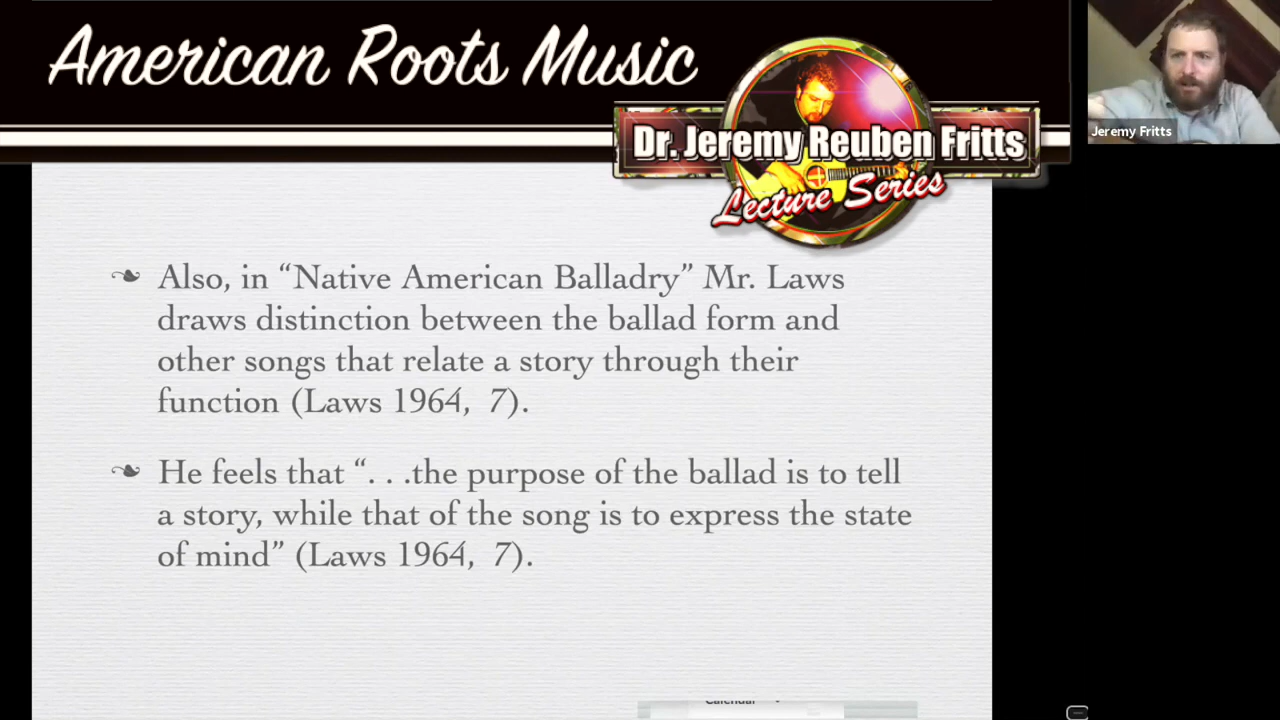 American Roots Music
Dr. Jeremy Reuben Fritts
Lecture Series
Jeremy Fritts
Also, in “Native American Balladry” Mr. Laws
draws distinction between the ballad form and
other songs that relate a story through their
function (Laws 1964, 7).
He feels that “. . .the purpose of the ballad is to tell
a story, while that of the song is to express the state
of mind” (Laws 1964, 7).
Calendar